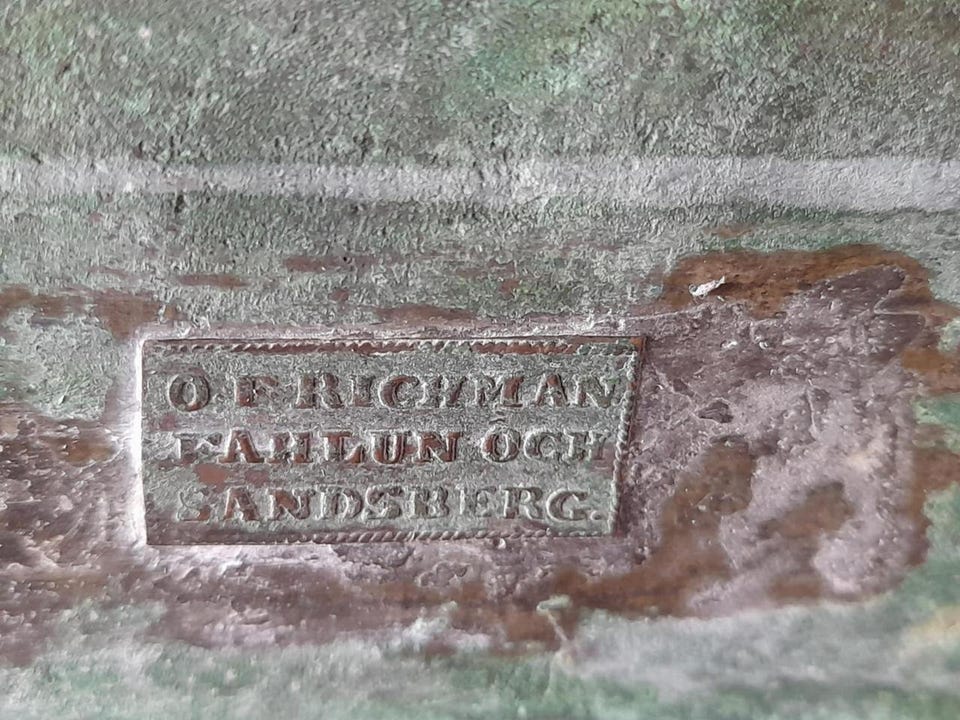 O F RICHMAN
FAHLUN OCH
SANDSBERG.